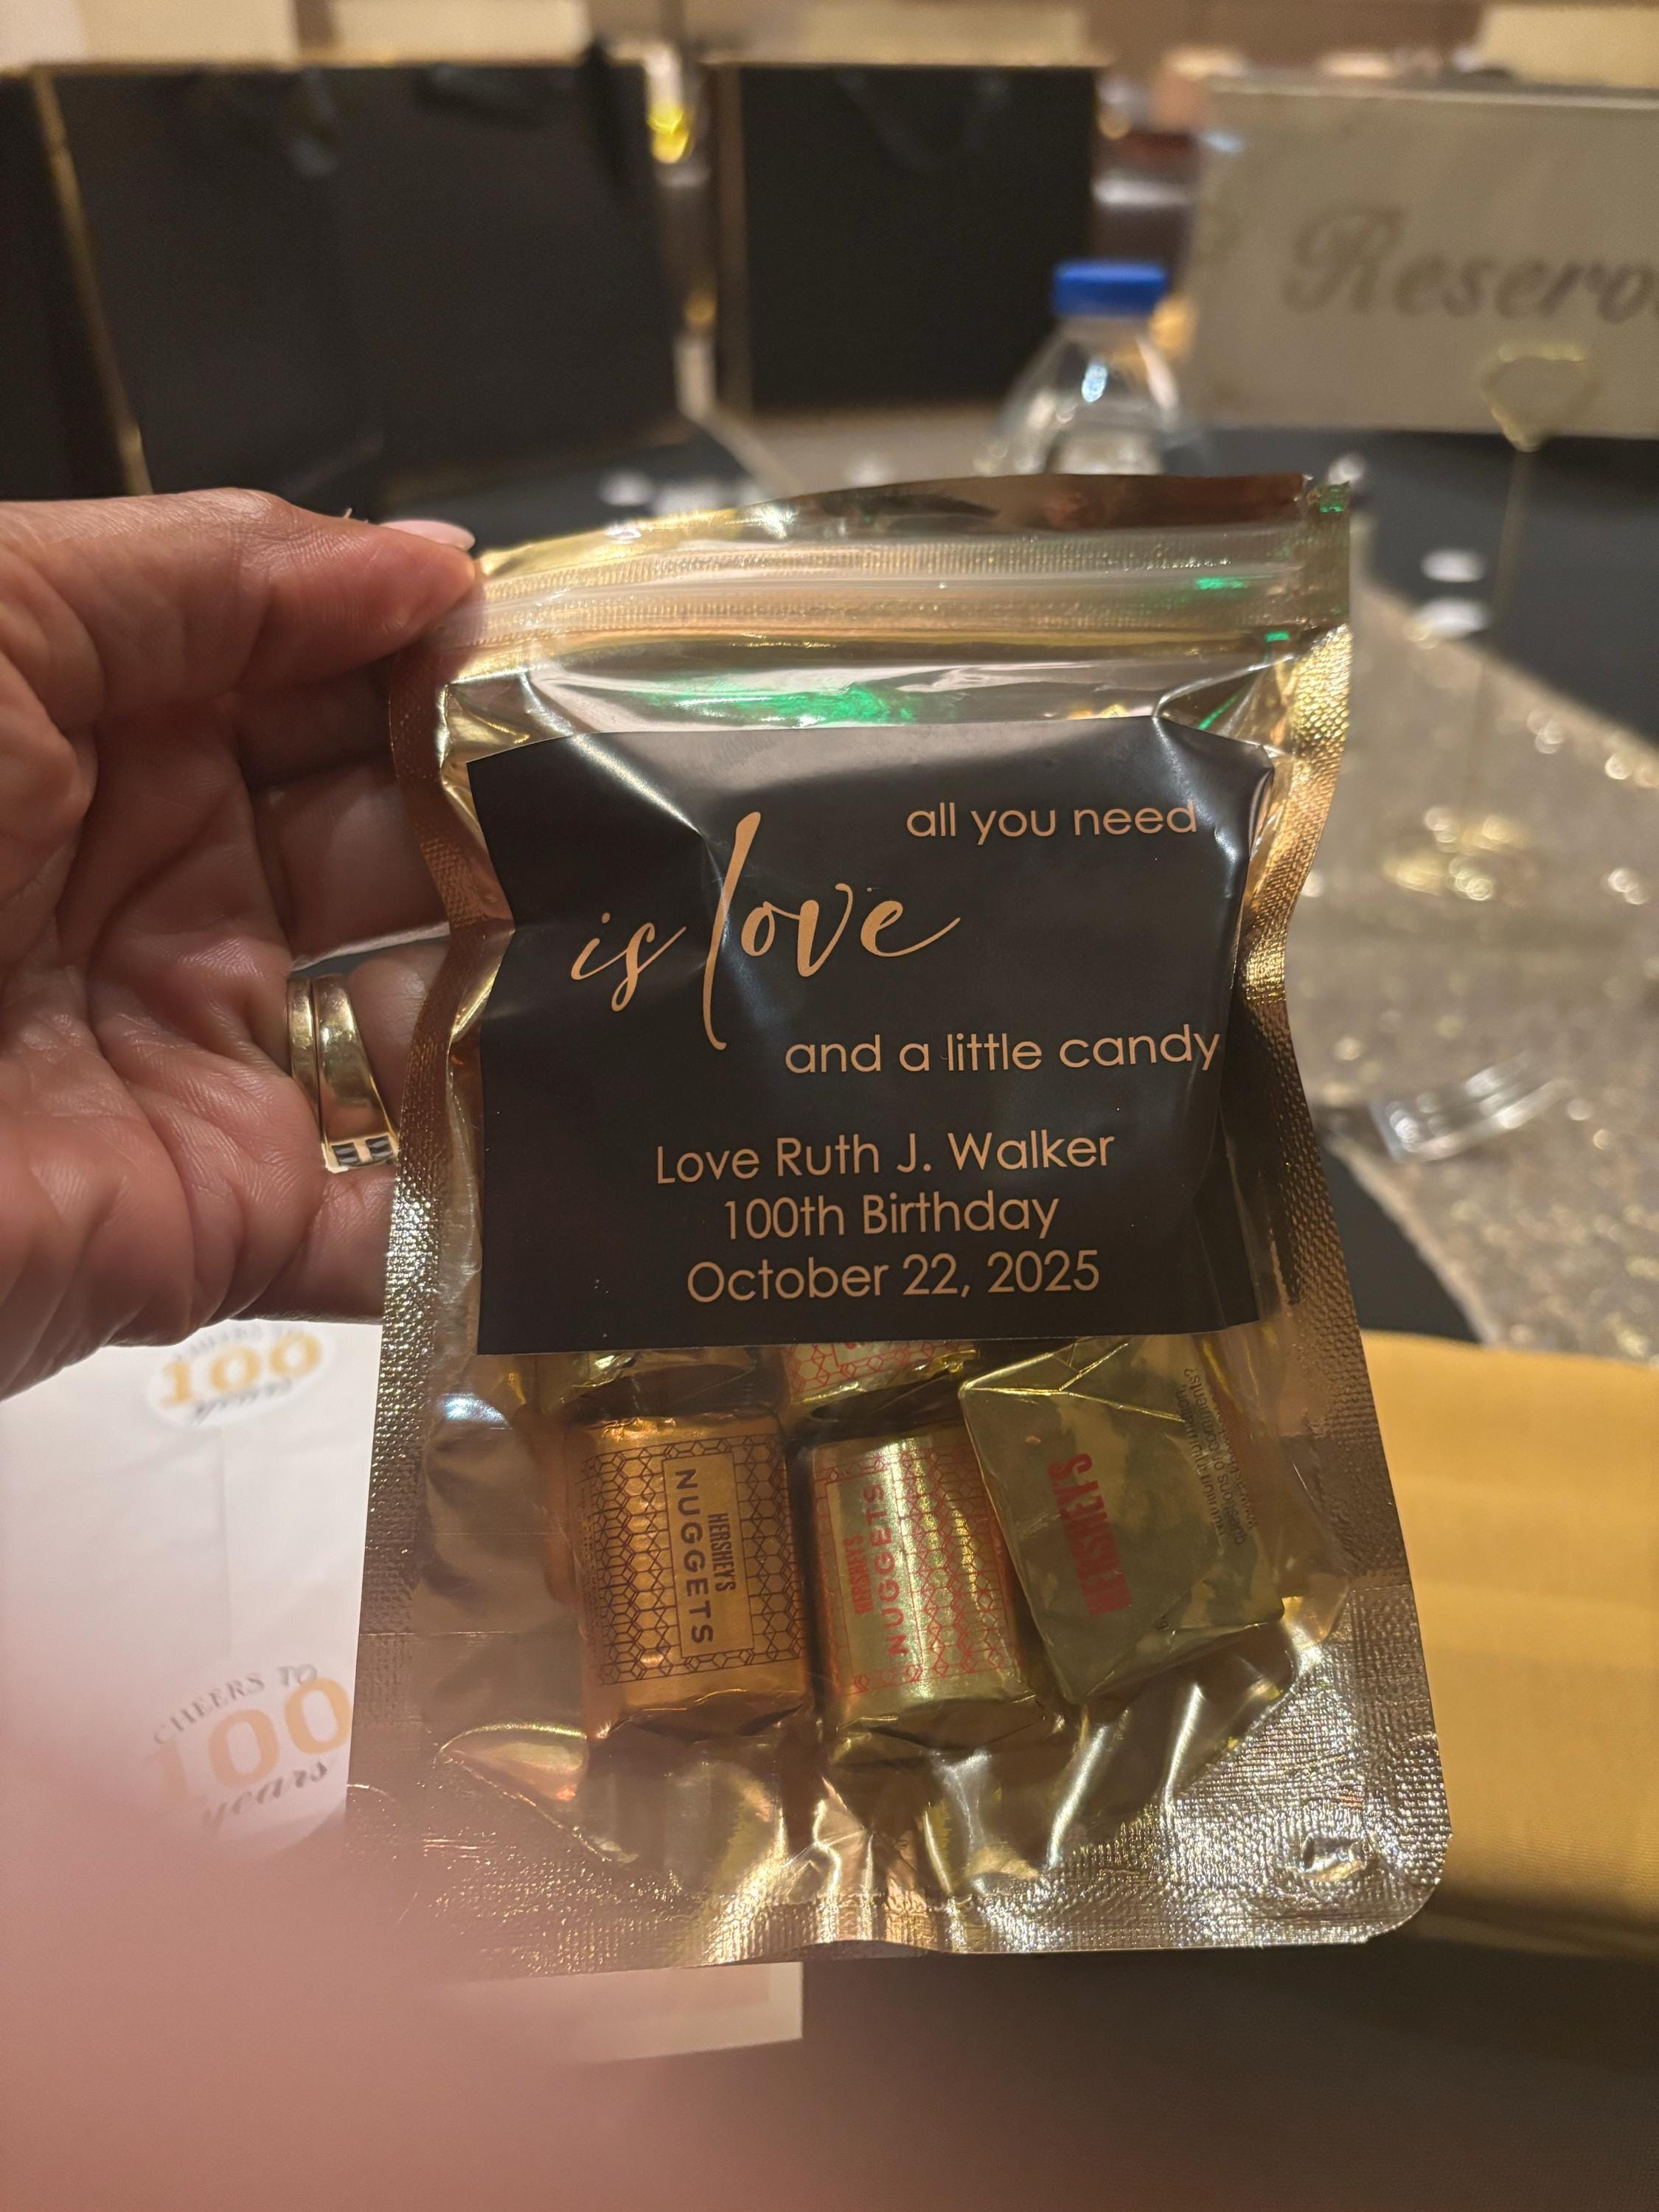 all you need
is love
and a little candy
Love Ruth J. Walker
100th Birthday
October 22, 2025
HERSHEY'S
NUGGETS
HERSHEY'S
NUGGETS
HERSHEY'S
100
CHEERS TO
100
years